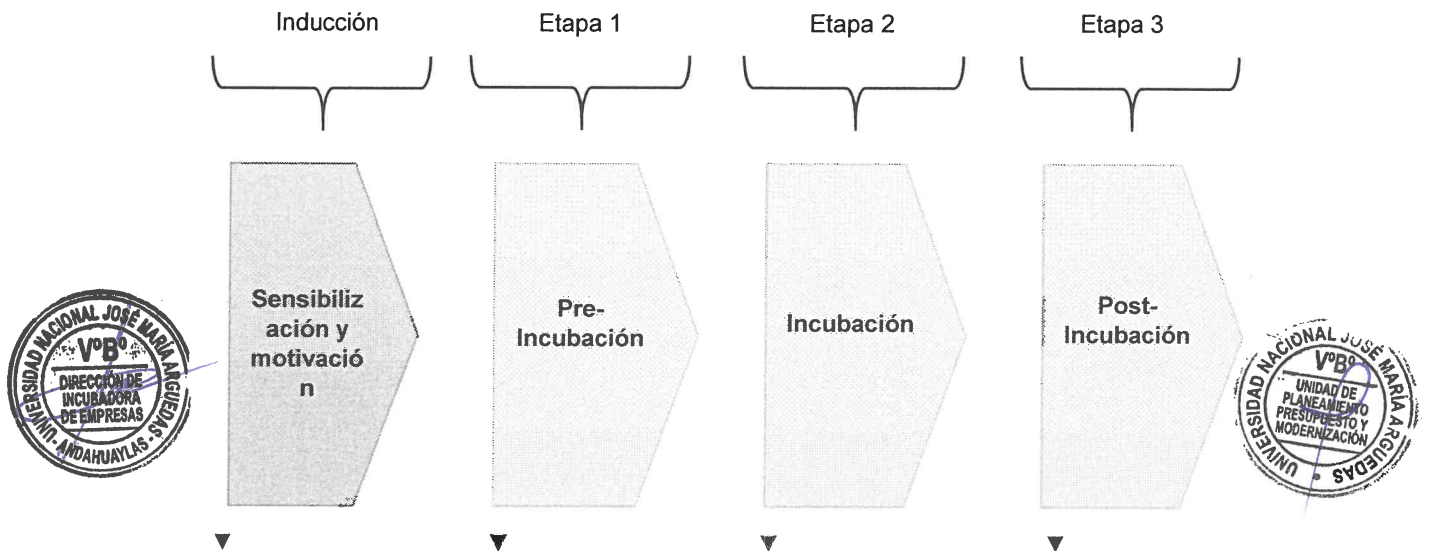 Inducción
Etapa 1
Etapa 2
Etapa 3
Sensibiliz
ación y
motivació
n
Pre-
Incubación
Incubación
Post-
Incubación
UNIVERSIDAD NACIONAL JOSÉ MARÍA ARGUEDAS
VºBº
DIRECCIÓN DE
INCUBADORA
DE EMPRESAS
- ANDAHUAYLAS -
UNIVERSIDAD NACIONAL JOSÉ MARÍA ARGUEDAS
VºBº
UNIDAD DE
PLANEAMIENTO
PRESUPUESTO Y
MODERNIZACIÓN